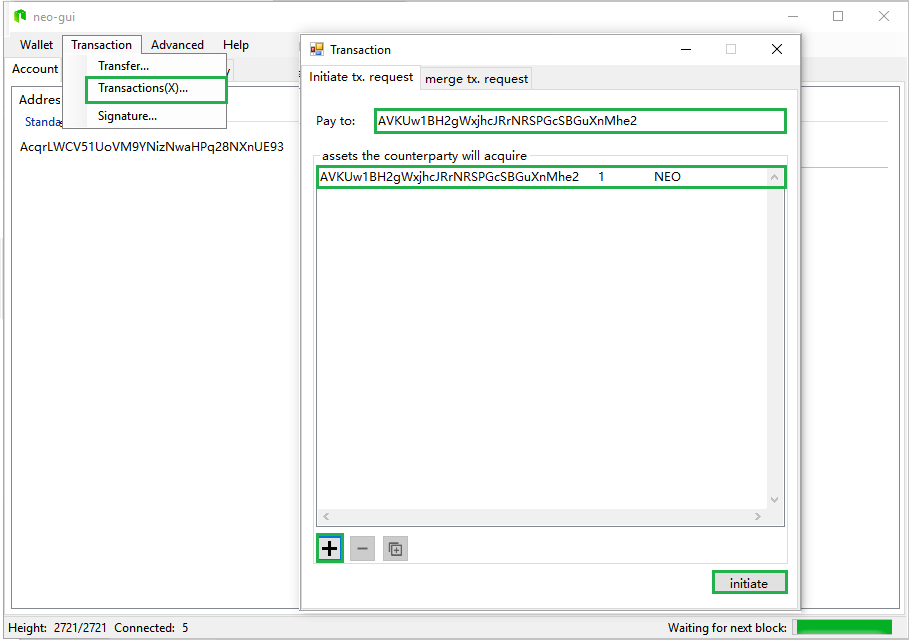 neo-gui
Wallet Transaction Advanced Help
Account
Transfer...
Transactions(X)...
Signature...
Addres
Standa
AcqrLWCV51UoVM9YNizNwaHPq28NXnUE93
Transaction
Initiate tx. request merge tx. request
Pay to: AVKUw1BH2gWxjhcJRrNRSPGcSBGuXnMhe2
assets the counterparty will acquire
AVKUw1BH2gWxjhcJRrNRSPGcSBGuXnMhe2 1 NEO
initiate
Height: 2721/2721 Connected: 5 Waiting for next block: